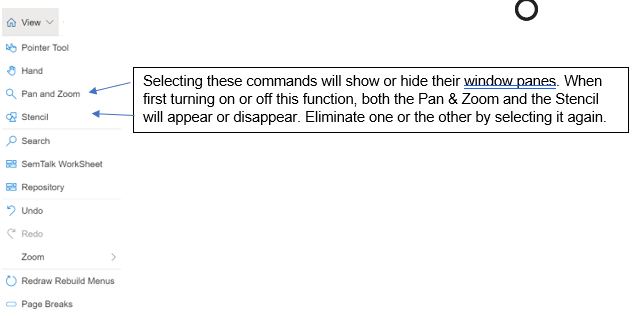 View
Pointer Tool
Hand
Pan and Zoom
Stencil
Search
SemTalk WorkSheet
Repository
Undo
Redo
Zoom
Redraw Rebuild Menus
Page Breaks
Selecting these commands will show or hide their window panes. When
first turning on or off this function, both the Pan & Zoom and the Stencil
will appear or disappear. Eliminate one or the other by selecting it again.